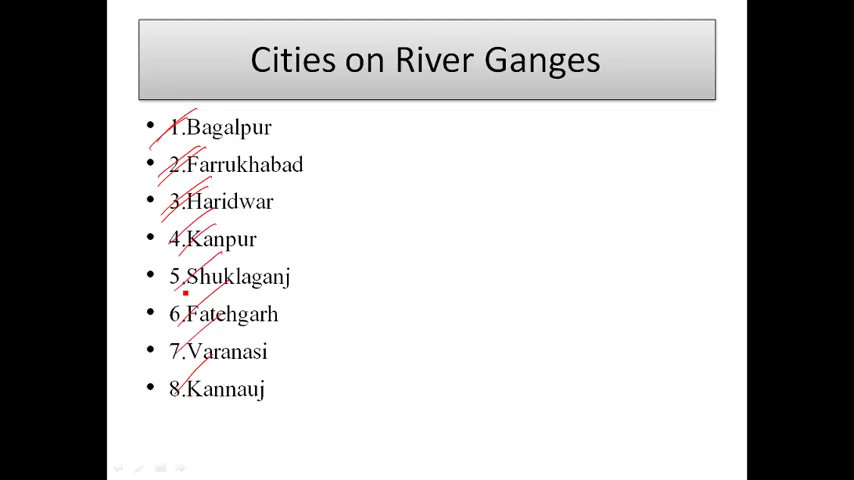 Cities on River Ganges
• 1.Bagalpur
• 2.Farrukhabad
• 3.Haridwar
• 4.Kanpur
• 5.Shuklaganj
• 6.Fatehgarh
• 7.Varanasi
• 8.Kannauj